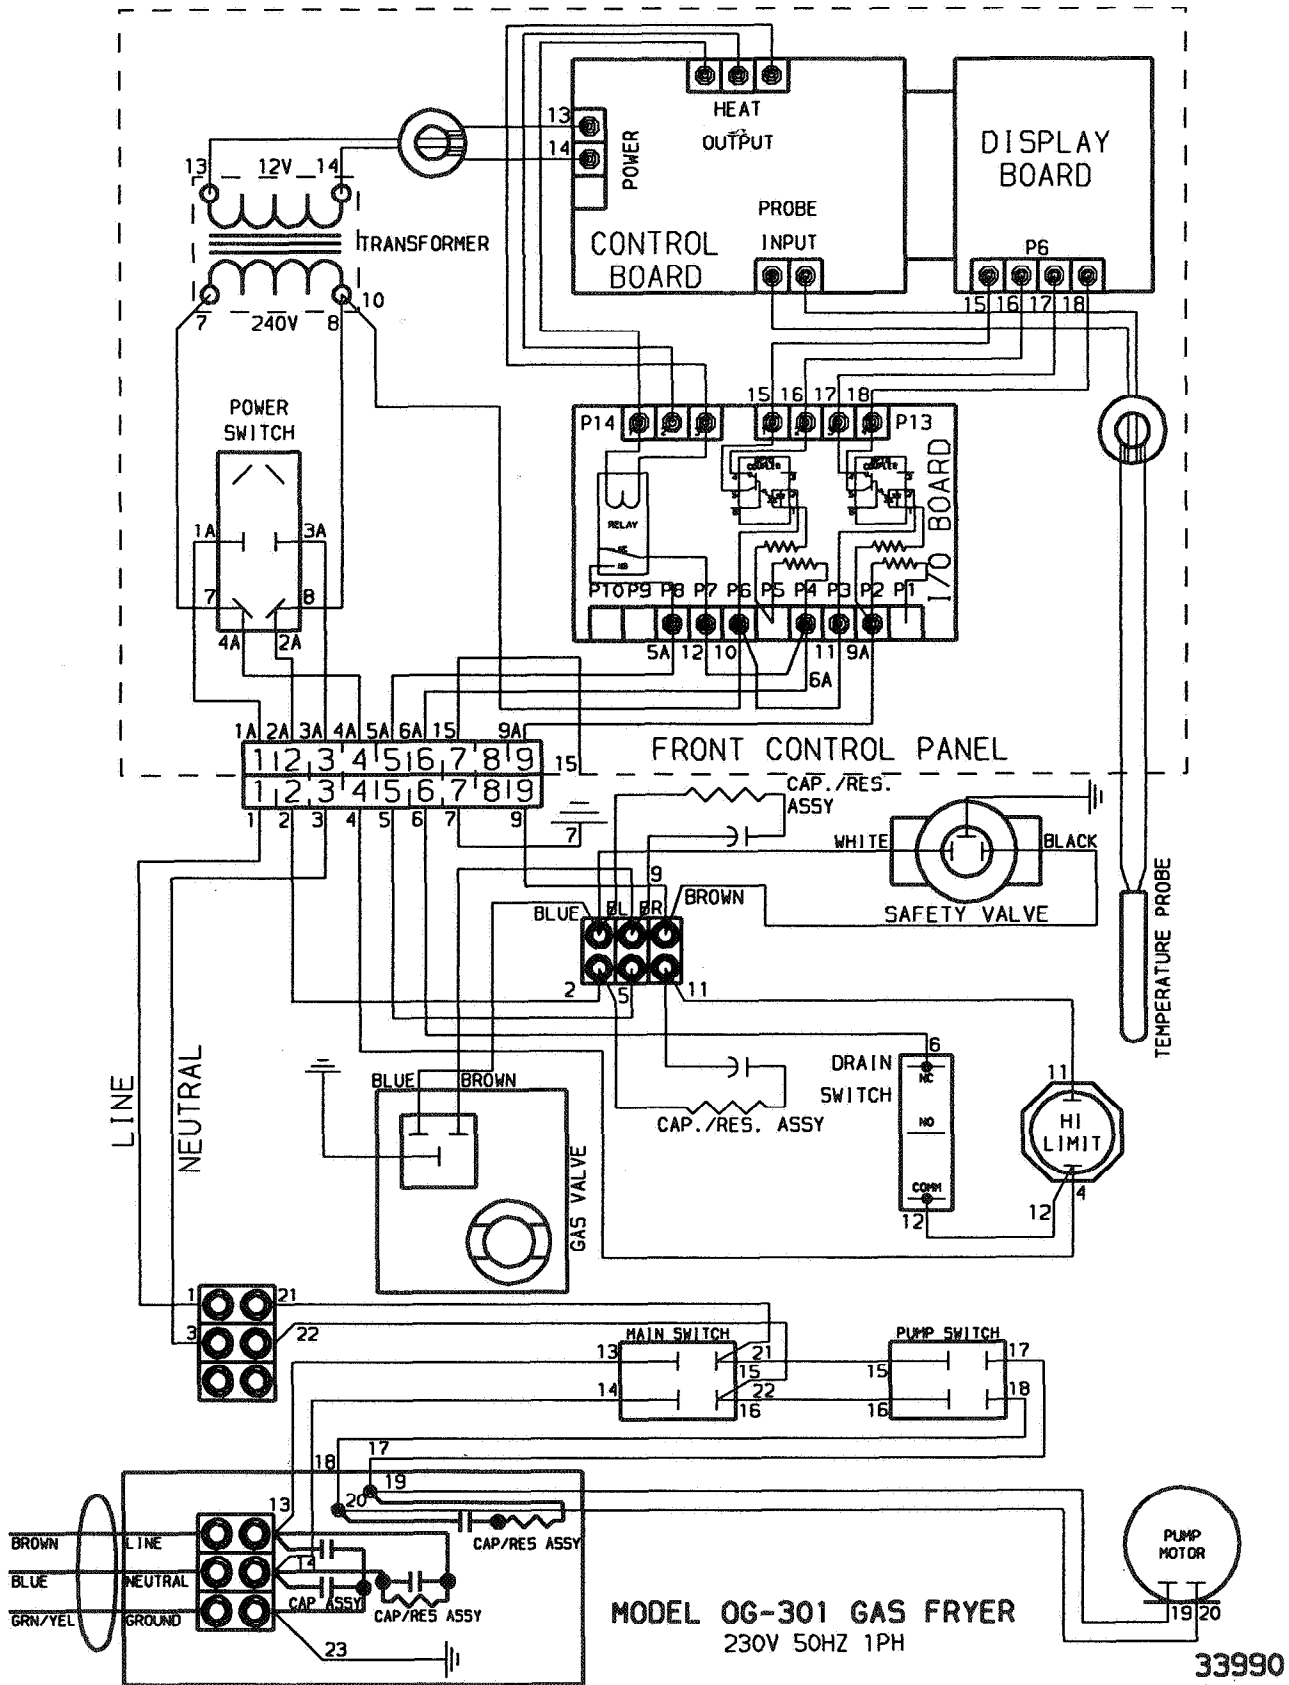 HEAT
OUTPUT
13
14
POWER
DISPLAY
BOARD
13 12V 14
PROBE
INPUT
TRANSFORMER
CONTROL
BOARD
P6
15 16 17 18
7 240V 8 10
POWER
SWITCH
15 16 17 18
P14 P13
I/O BOARD
COUPLER
COUPLER
RELAY
NC
NO
1A 3A
7 8
4A 2A
P10 P9 P8 P7 P6 P5 P4 P3 P2 P1
5A 12 10 11 9A
6A
1A 2A 3A 4A 5A 6A 15 9A
1 2 3 4 5 6 7 8 9
15
FRONT CONTROL PANEL
1 2 3 4 5 6 7 8 9
1 2 3 4 5 6 7 9
7
CAP./RES.
ASSY
WHITE BLACK
SAFETY VALVE
9
BLUE BL BR BROWN
2 5 11
TEMPERATURE PROBE
LINE
NEUTRAL
BLUE BROWN
GAS VALVE
CAP./RES. ASSY
DRAIN
SWITCH
6
NC
NO
COMM
12
11
HI
LIMIT
4
12
1 21
3 22
MAIN SWITCH
13 21
15
14 22
16
PUMP SWITCH
15 17
16 18
18 17
19
20
13
14
BROWN LINE
BLUE NEUTRAL
GRN/YEL GROUND
CAP ASSY
CAP/RES ASSY
CAP/RES ASSY
23
PUMP
MOTOR
19 20
MODEL OG-301 GAS FRYER
230V 50HZ 1PH
33990